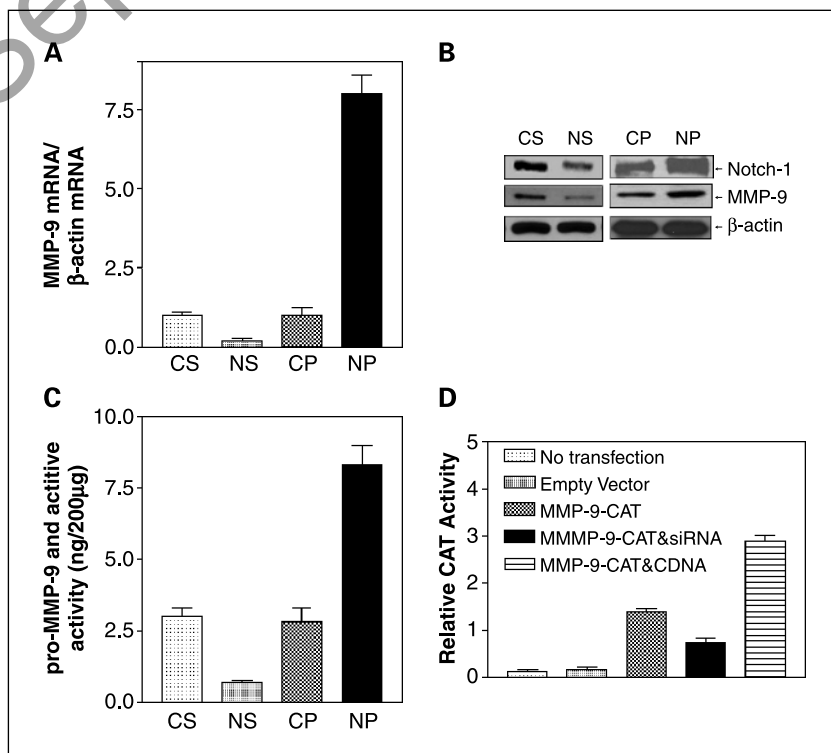 A
MMP-9 mRNA/
β-actin mRNA
7.5
5.0
2.5
0.0
CS NS CP NP
B
CS NS CP NP
Notch-1
MMP-9
β-actin
C
pro-MMP-9 and actitive
activity (ng/200μg)
10.0
7.5
5.0
2.5
0.0
CS NS CP NP
D
Relative CAT Activity
5
4
3
2
1
0
No transfection
Empty Vector
MMP-9-CAT
MMMP-9-CAT&siRNA
MMP-9-CAT&CDNA